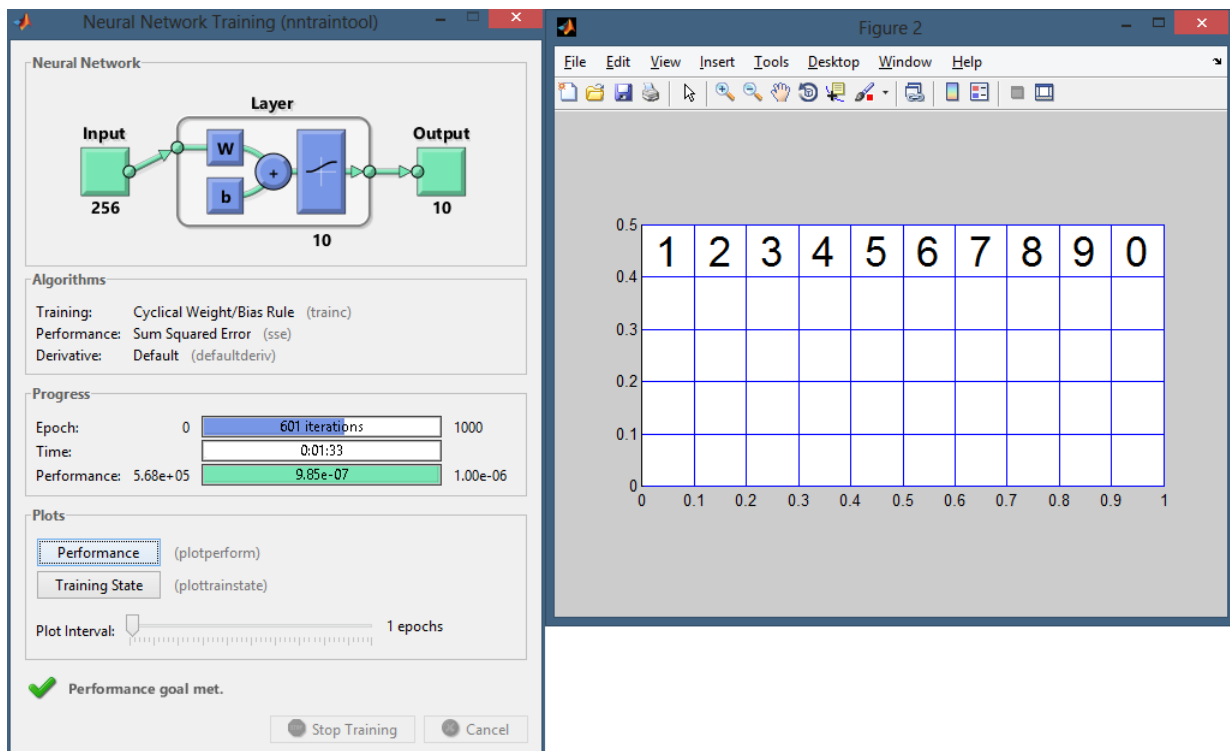 Neural Network Training (nntraintool)
Neural Network
Layer
Input
Output
W
b
+
256
10
10
Algorithms
Training: Cyclical Weight/Bias Rule (trainc)
Performance: Sum Squared Error (sse)
Derivative: Default (defaultderiv)
Progress
Epoch: 0 601 iterations 1000
Time: 0:01:33
Performance: 5.68e+05 9.85e-07 1.00e-06
Plots
Performance (plotperform)
Training State (plottrainstate)
Plot Interval: 1 epochs
Performance goal met.
Stop Training Cancel
Figure 2
File Edit View Insert Tools Desktop Window Help
0.5
1 2 3 4 5 6 7 8 9 0
0.4
0.3
0.2
0.1
0
0 0.1 0.2 0.3 0.4 0.5 0.6 0.7 0.8 0.9 1